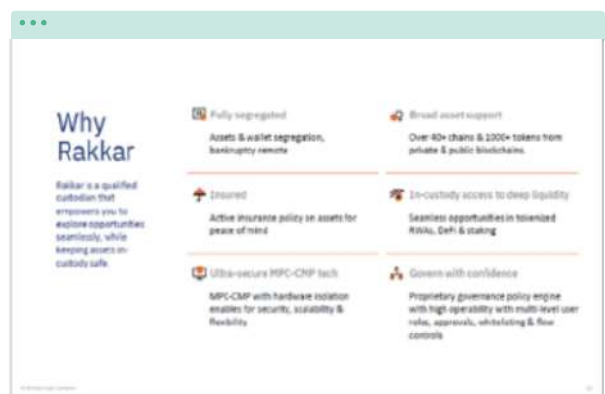 Why
Rakkar
Rakkar is a qualified
custodian that
empowers you to
explore opportunities
seamlessly, while
keeping assets in-
custody safe.
Fully segregated
Assets & wallet segregation,
bankruptcy remote
Insured
Active insurance policy on assets for
peace of mind
Ultra-secure MPC-CMP tech
MPC-CMP with hardware isolation
enables for security, scalability &
flexibility
Broad asset support
Over 40+ chains & 1000+ tokens from
private & public blockchains.
In-custody access to deep liquidity
Seamless opportunities in tokenized
RWAs, DeFi & staking
Govern with confidence
Proprietary governance policy engine
with high operability with multi-level user
roles, approvals, whitelisting & flow
controls